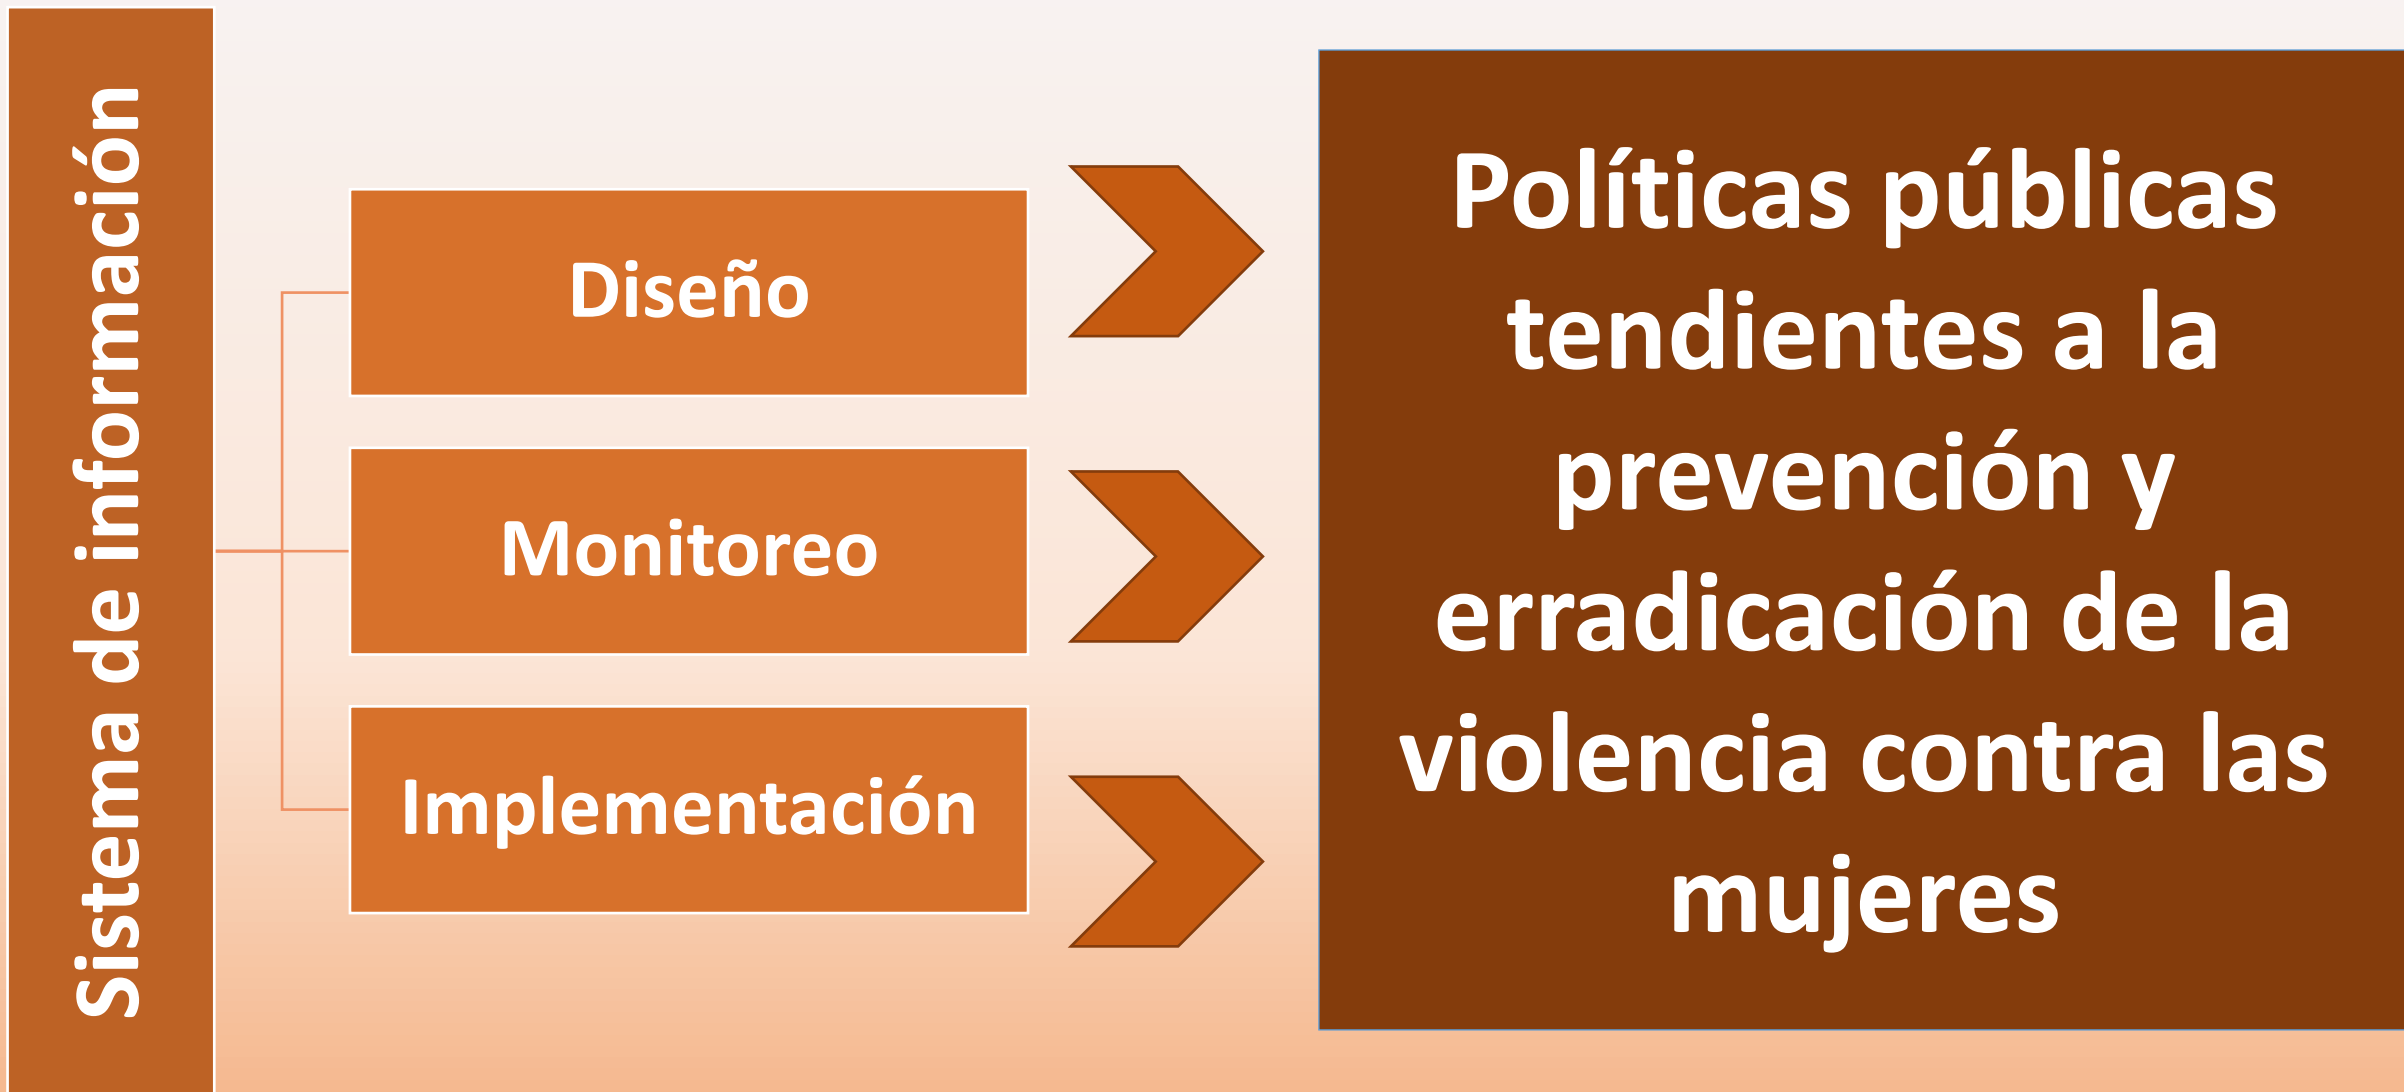 Sistema de información
Diseño
Monitoreo
Implementación
Políticas públicas
tendientes a la
prevención y
erradicación de la
violencia contra las
mujeres